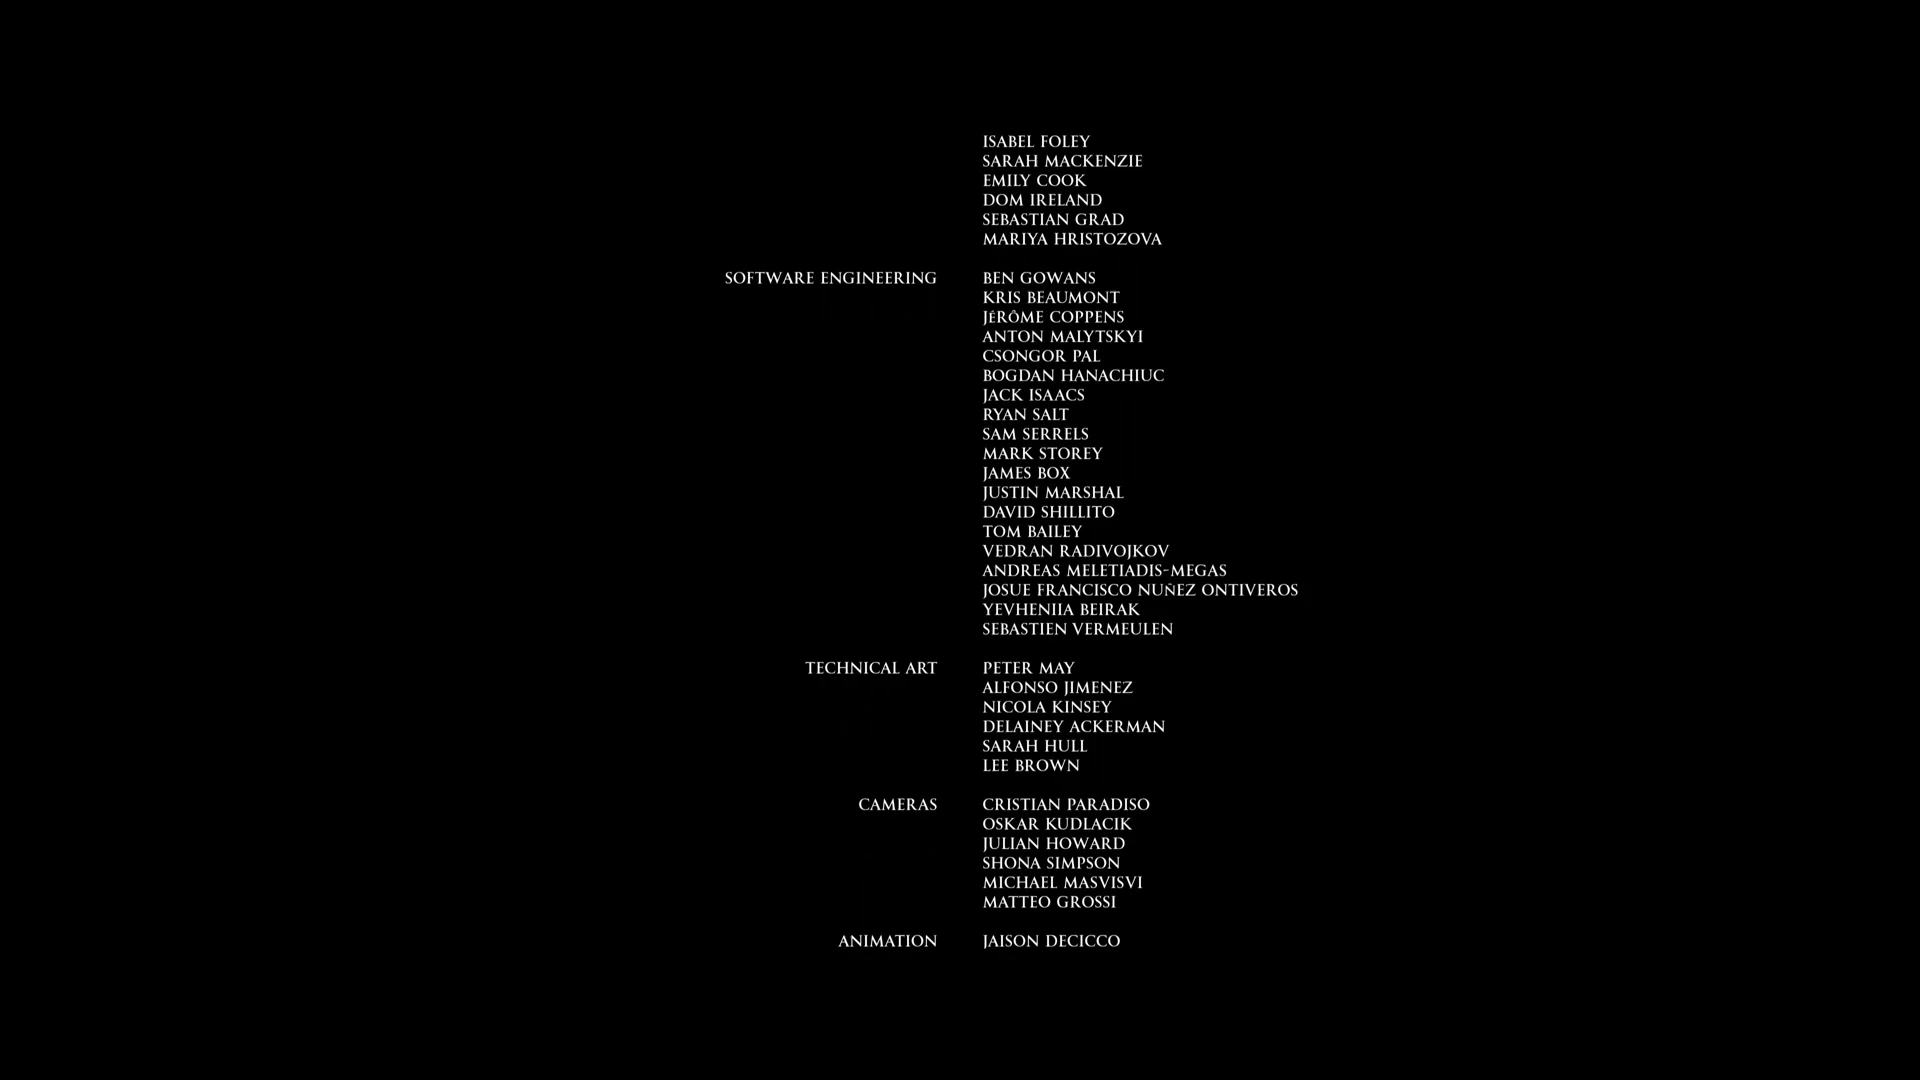 ISABEL FOLEY
SARAH MACKENZIE
EMILY COOK
DOM IRELAND
SEBASTIAN GRAD
MARIYA HRISTOZOVA
SOFTWARE ENGINEERING BEN GOWANS
KRIS BEAUMONT
JÉRÔME COPPENS
ANTON MALYTSKYI
CSONGOR PAL
BOGDAN HANACHIUC
JACK ISAACS
RYAN SALT
SAM SERRELS
MARK STOREY
JAMES BOX
JUSTIN MARSHAL
DAVID SHILLITO
TOM BAILEY
VEDRAN RADIVOJKOV
ANDREAS MELETIADIS-MEGAS
JOSUE FRANCISCO NUÑEZ ONTIVEROS
YEVHENIIA BEIRAK
SEBASTIEN VERMEULEN
TECHNICAL ART PETER MAY
ALFONSO JIMENEZ
NICOLA KINSEY
DELAINEY ACKERMAN
SARAH HULL
LEE BROWN
CAMERAS CRISTIAN PARADISO
OSKAR KUDLACIK
JULIAN HOWARD
SHONA SIMPSON
MICHAEL MASVISVI
MATTEO GROSSI
ANIMATION JAISON DECICCO